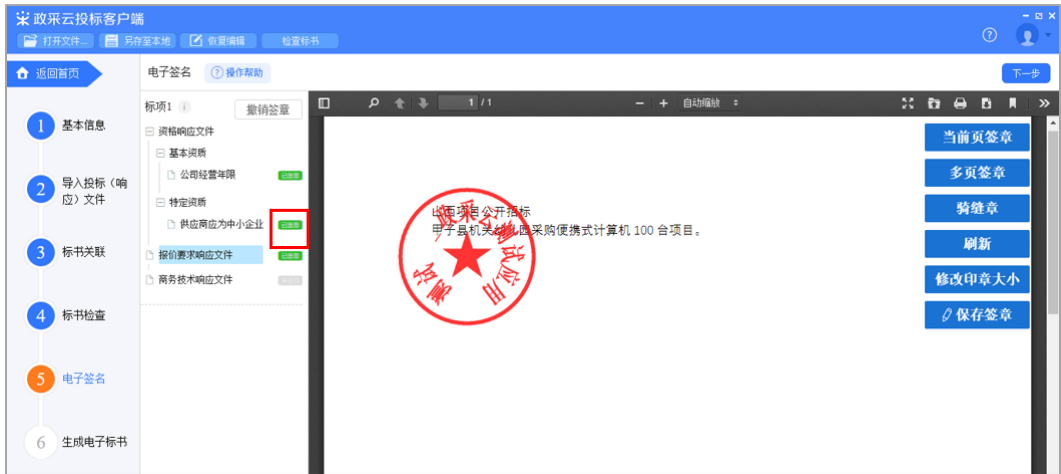 政采云投标客户端
打开文件... 另存至本地 恢复编辑 检查标书
返回首页 电子签名 操作帮助 下一步
1 基本信息
2 导入投标（响
应）文件
3 标书关联
4 标书检查
5 电子签名
6 生成电子标书
标项1 撤销签章
资格响应文件
基本资质
公司经营年限
特定资质
供应商应为中小企业
报价要求响应文件
商务技术响应文件
1 / 1 自动缩放
山西项目公开招标
甲子县机关幼儿园采购便携式计算机 100 台项目。
当前页签章
多页签章
骑缝章
刷新
修改印章大小
保存签章